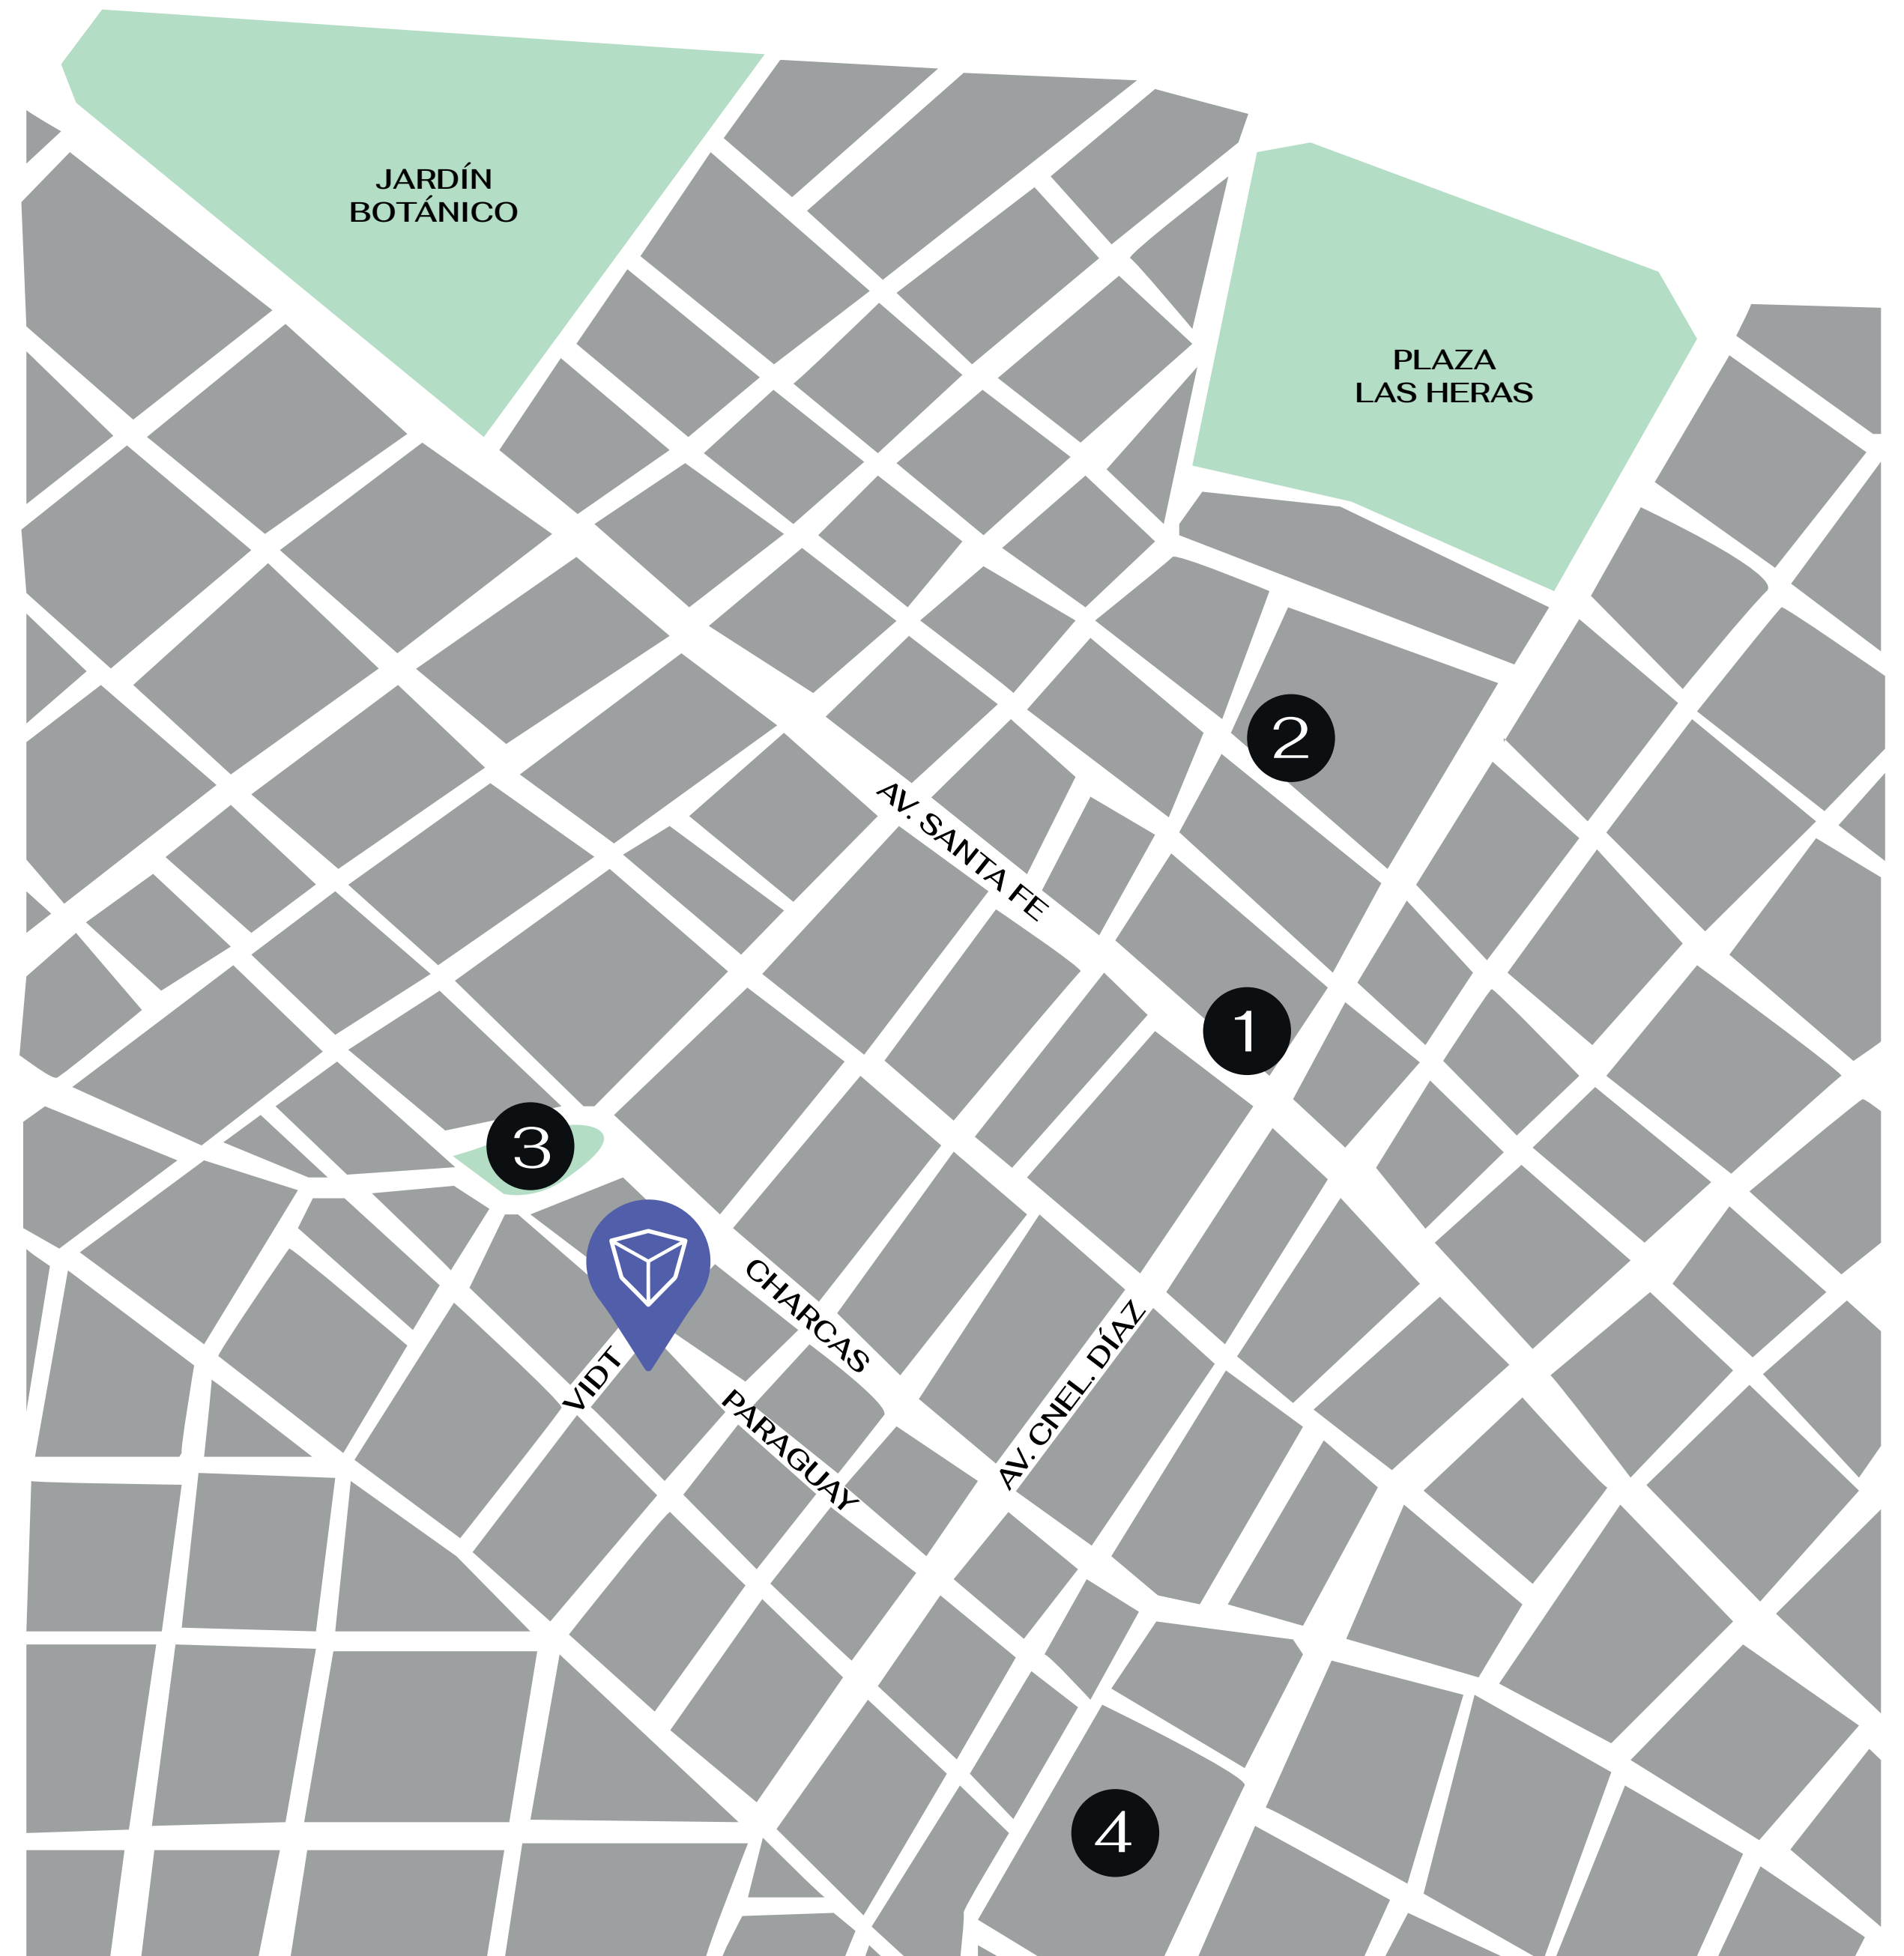 JARDÍN
BOTÁNICO
PLAZA
LAS HERAS
2
AV. SANTA FE
1
3
CHARCAS
VIDT
AV. CNEL. DÍAZ
PARAGUAY
4